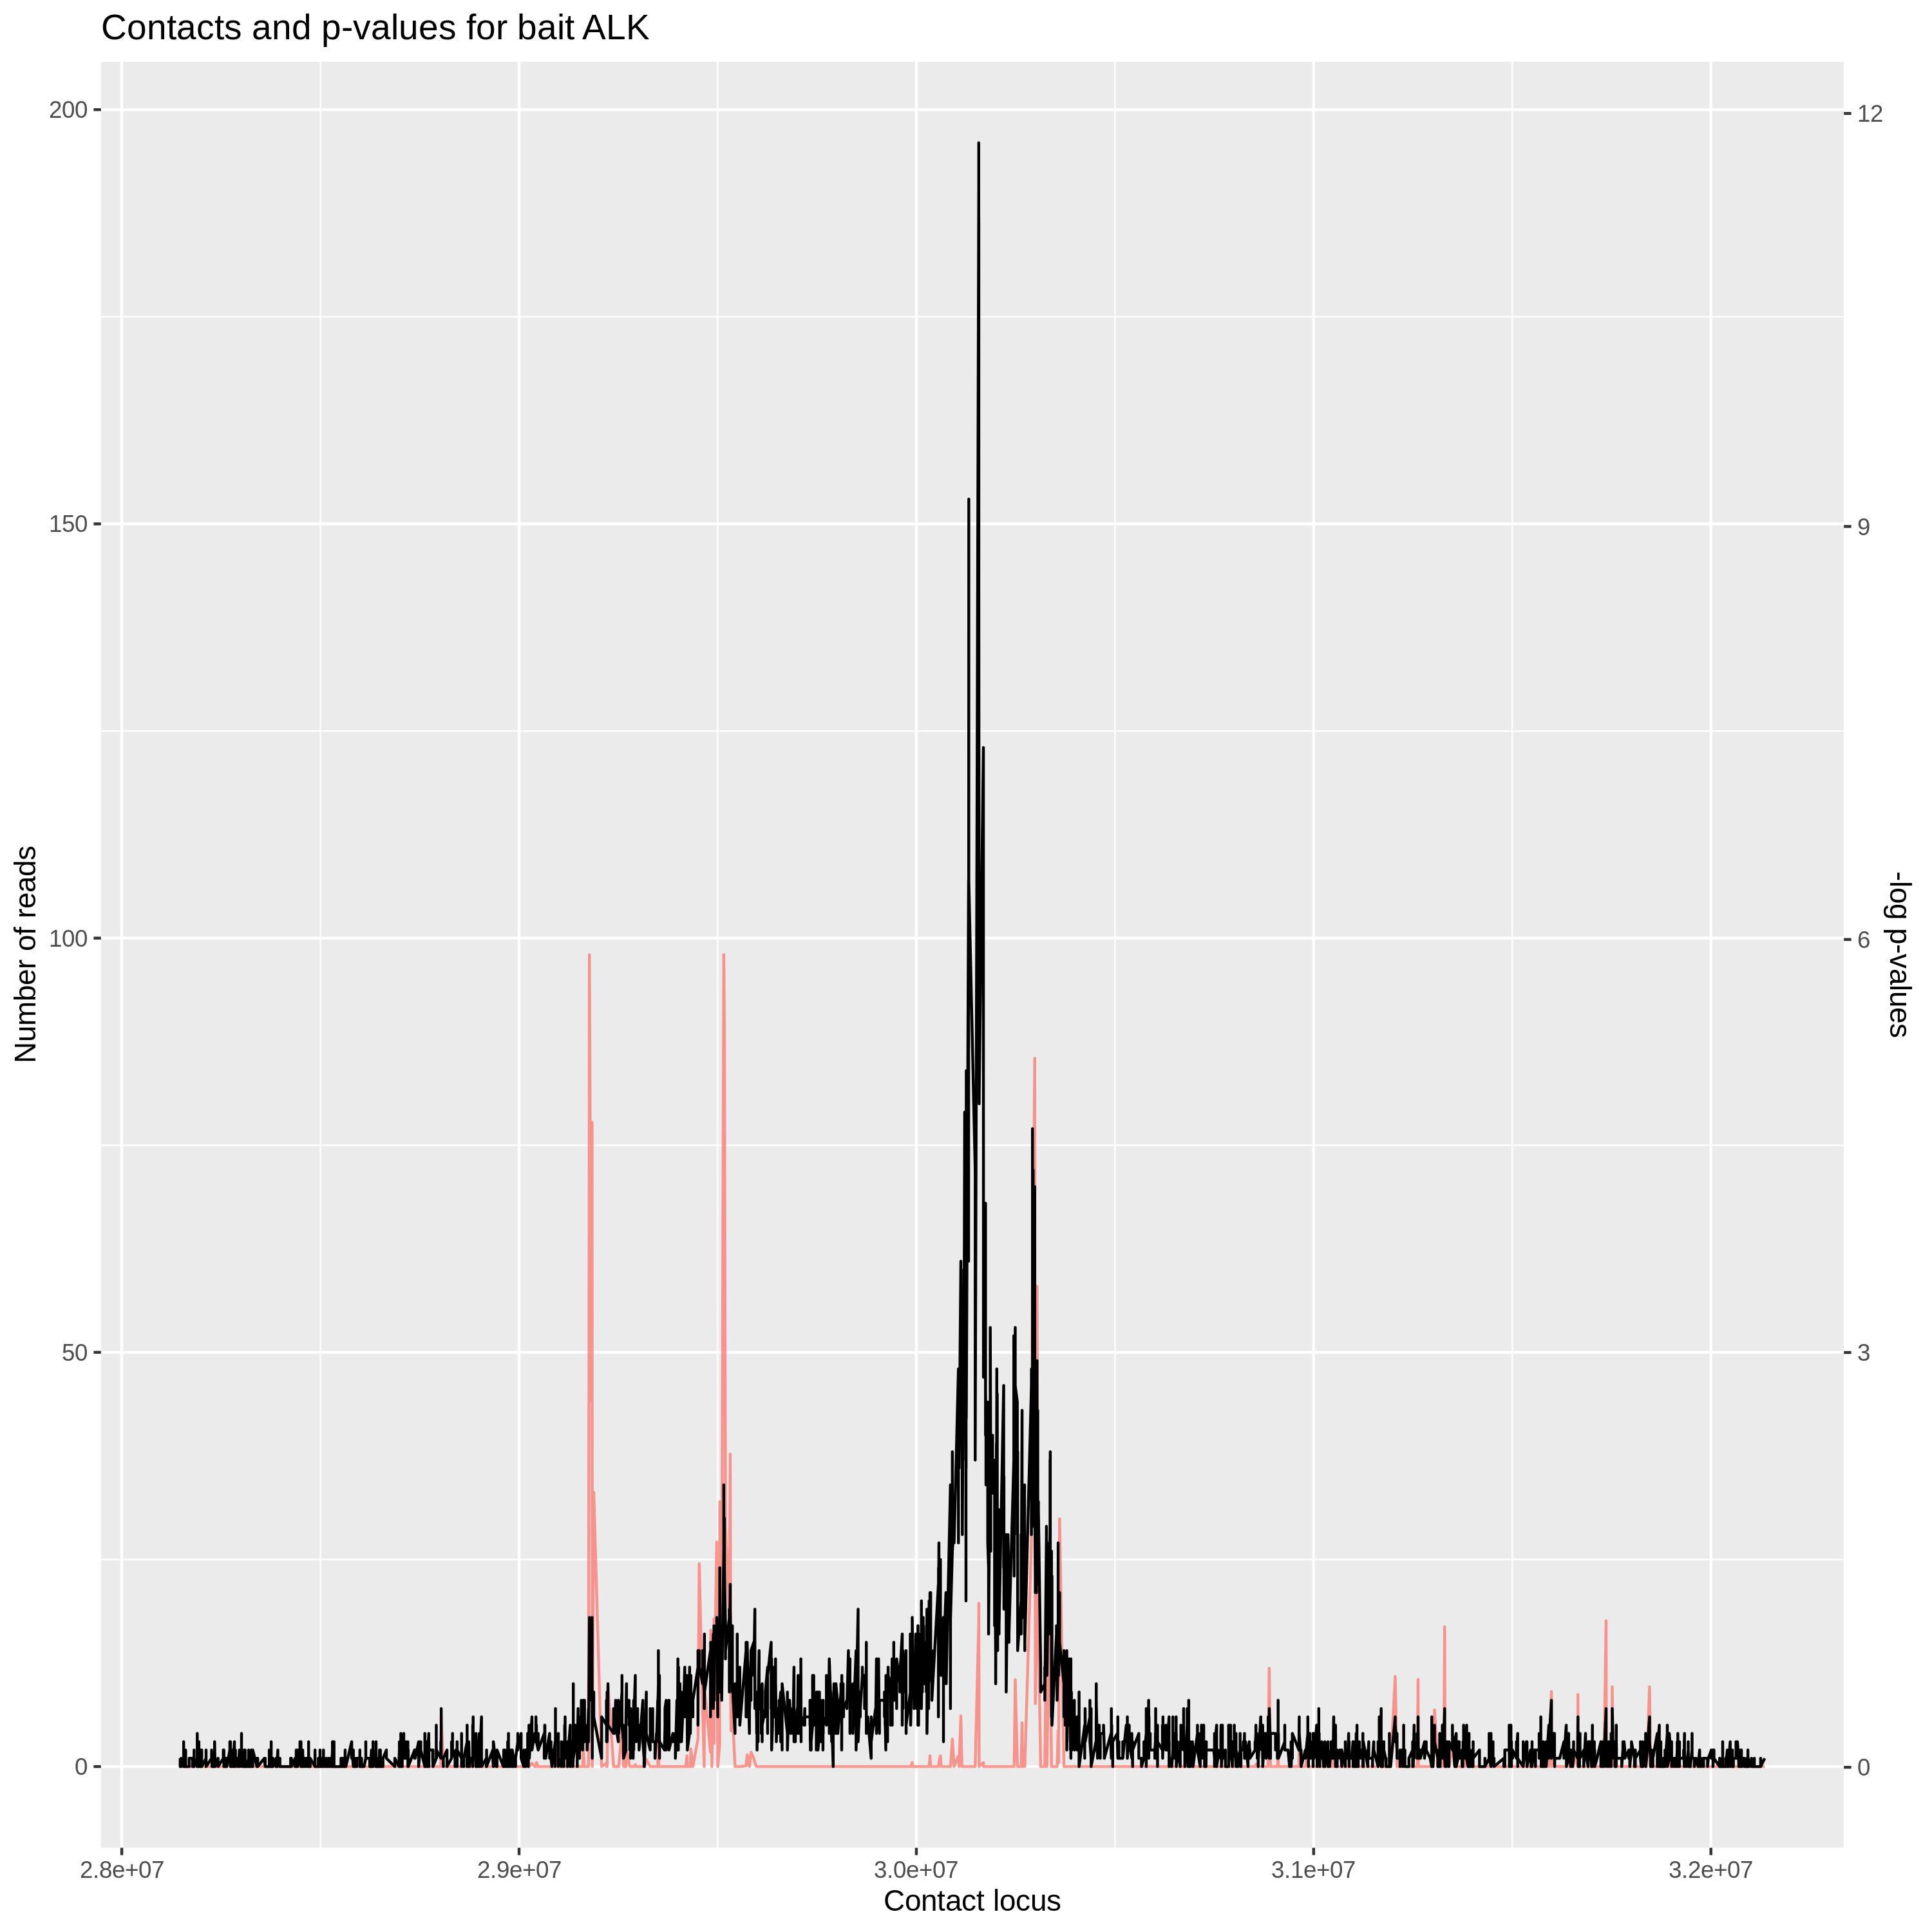 Contacts and p-values for bait ALK
200
150
100
50
0
12
9
6
3
0
Number of reads
-log p-values
2.8e+07
2.9e+07
3.0e+07
3.1e+07
3.2e+07
Contact locus